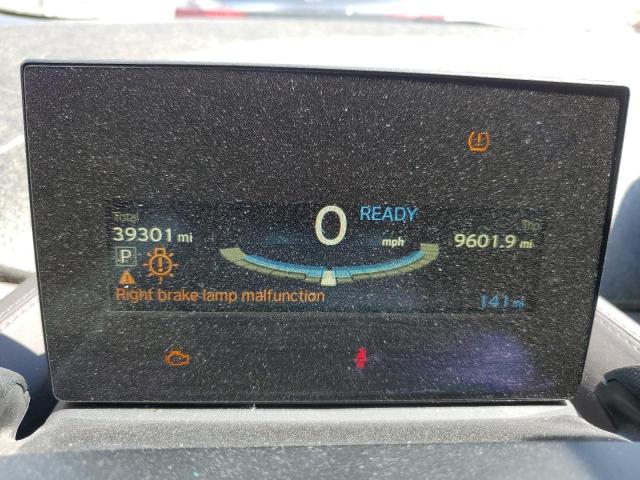 Total
39301 mi
P
0
READY
mph
Trip
9601.9 mi
Right brake lamp malfunction
141 mi